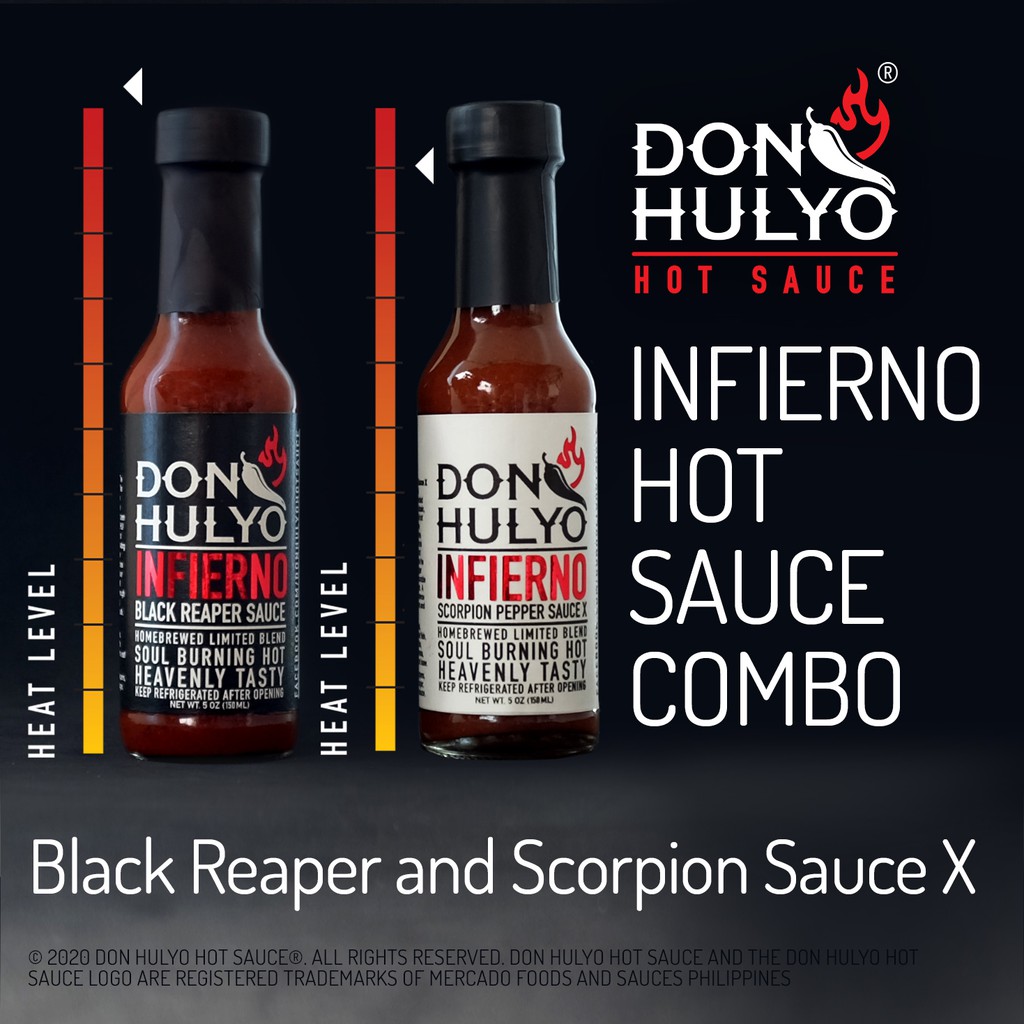 DON
HULYO
HOT SAUCE
®
INFIERNO
HOT
SAUCE
COMBO
HEAT LEVEL
DON
HULYO
INFIERNO
BLACK REAPER SAUCE
HOMEBREWED LIMITED BLEND
SOUL BURNING HOT
HEAVENLY TASTY
KEEP REFRIGERATED AFTER OPENING
NET WT. 5 OZ (150ML)
HEAT LEVEL
DON
HULYO
INFIERNO
SCORPION PEPPER SAUCE X
HOMEBREWED LIMITED BLEND
SOUL BURNING HOT
HEAVENLY TASTY
KEEP REFRIGERATED AFTER OPENING
NET WT. 5 OZ (150ML)
Black Reaper and Scorpion Sauce X
© 2020 DON HULYO HOT SAUCE®. ALL RIGHTS RESERVED. DON HULYO HOT SAUCE AND THE DON HULYO HOT
SAUCE LOGO ARE REGISTERED TRADEMARKS OF MERCADO FOODS AND SAUCES PHILIPPINES